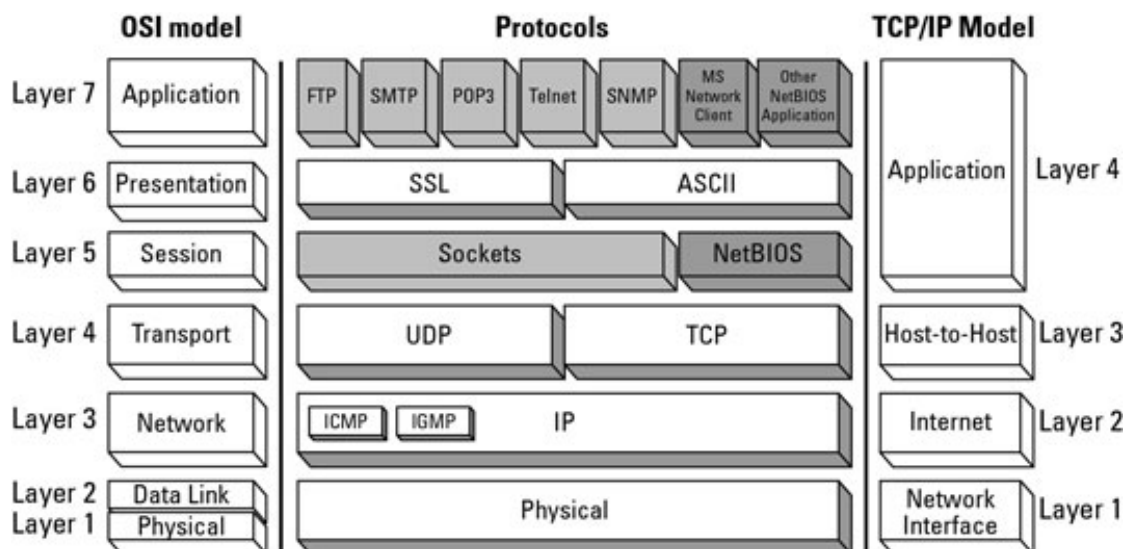 OSI model Protocols TCP/IP Model
Layer 7 Application FTP SMTP POP3 Telnet SNMP MS Network Client Other NetBIOS Application
Layer 6 Presentation SSL ASCII Application Layer 4
Layer 5 Session Sockets NetBIOS
Layer 4 Transport UDP TCP Host-to-Host Layer 3
Layer 3 Network ICMP IGMP IP Internet Layer 2
Layer 2 Data Link
Layer 1 Physical Physical Network Interface Layer 1